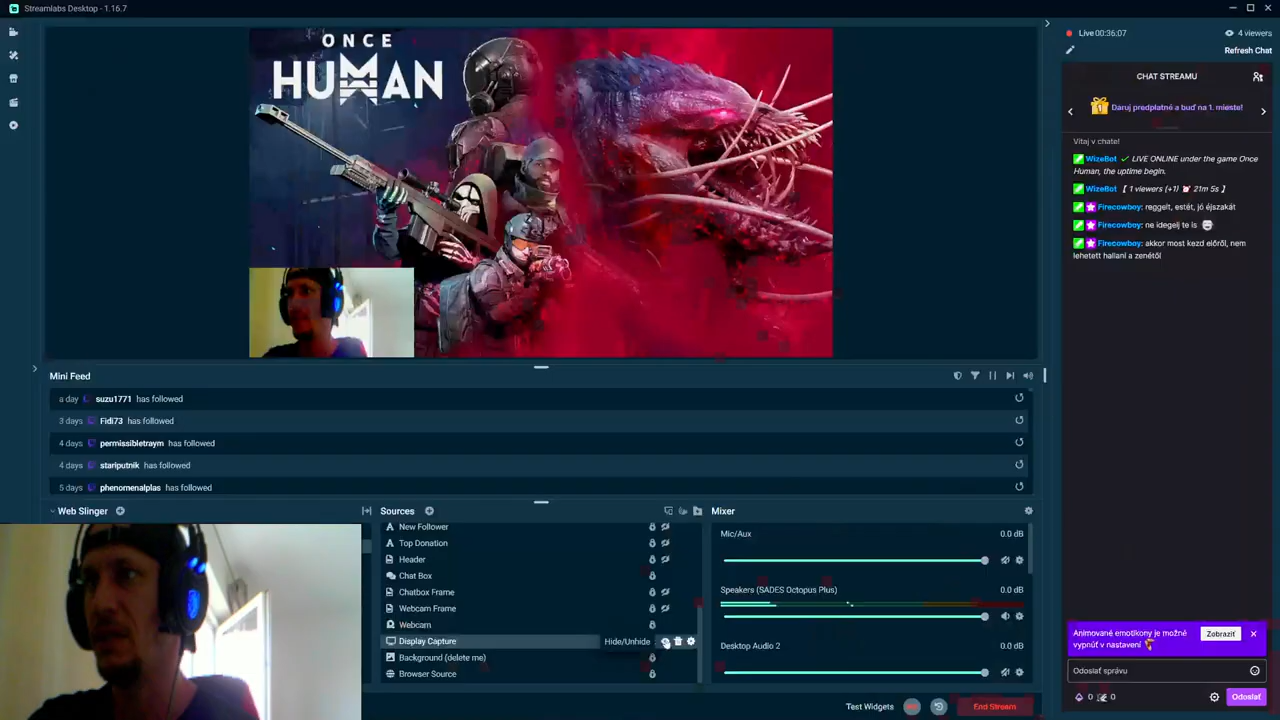 Streamlabs Desktop - 1.16.7
ONCE
HUMAN
Live 00:36:07
4 viewers
Refresh Chat
CHAT STREAMU
Daruj predplatné a buď na 1. mieste!
Vitaj v chate!
WizeBot ✓ LIVE ONLINE under the game Once
Human, the uptime begin.
WizeBot 【 1 viewers (+1) 21m 5s 】
Firecowboy: reggelt, estét, jó éjszakát
Firecowboy: ne idegelj te is
Firecowboy: akkor most kezd előről, nem
lehetett hallani a zenétől
Mini Feed
a day suzu1771 has followed
3 days Fidi73 has followed
4 days permissibletraym has followed
4 days stariputnik has followed
5 days phenomenalplas has followed
Web Slinger
Sources
New Follower
Top Donation
Header
Chat Box
Chatbox Frame
Webcam Frame
Webcam
Display Capture
Hide/Unhide
Background (delete me)
Browser Source
Mixer
Mic/Aux
0.0 dB
Speakers (SADES Octopus Plus)
0.0 dB
Desktop Audio 2
0.0 dB
Test Widgets
End Stream
Animované emotikony je možné
vypnúť v nastavení
Zobraziť
Odoslať správu
0
0
Odoslať